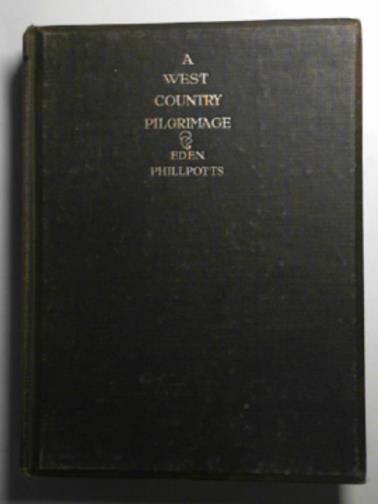 A
WEST
COUNTRY
PILGRIMAGE
EDEN
PHILLPOTTS